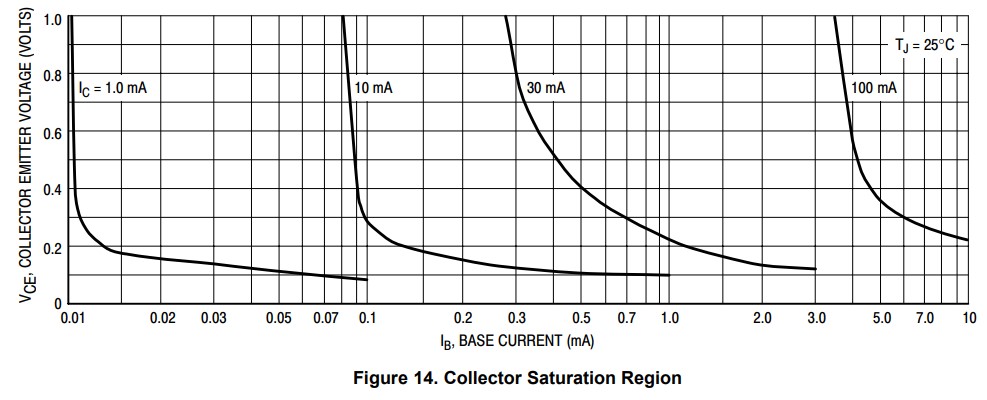 VCE, COLLECTOR EMITTER VOLTAGE (VOLTS)
1.0
0.8
0.6
0.4
0.2
0
IC = 1.0 mA
10 mA
30 mA
100 mA
TJ = 25°C
0.01 0.02 0.03 0.05 0.07 0.1 0.2 0.3 0.5 0.7 1.0 2.0 3.0 5.0 7.0 10
IB, BASE CURRENT (mA)
Figure 14. Collector Saturation Region